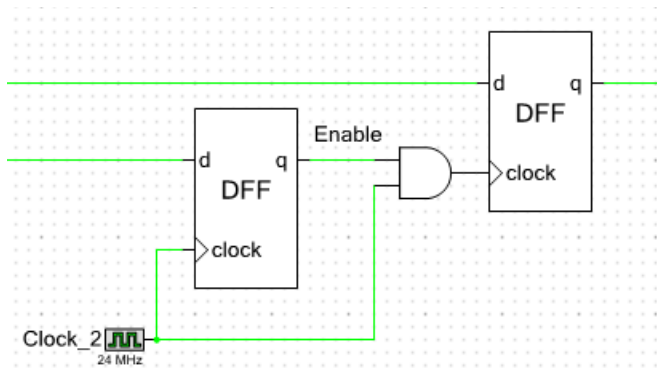 d q
DFF
clock
Enable
d q
DFF
clock
Clock_2
24 MHz